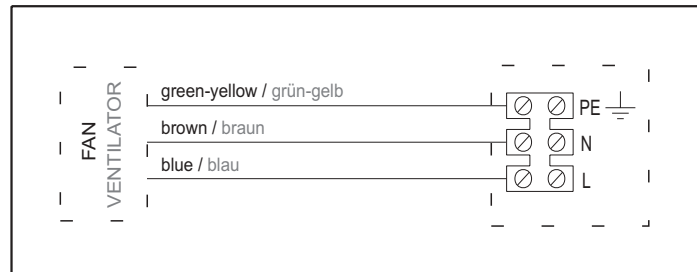 FAN
VENTILATOR
green-yellow / grün-gelb
brown / braun
blue / blau
PE
N
L